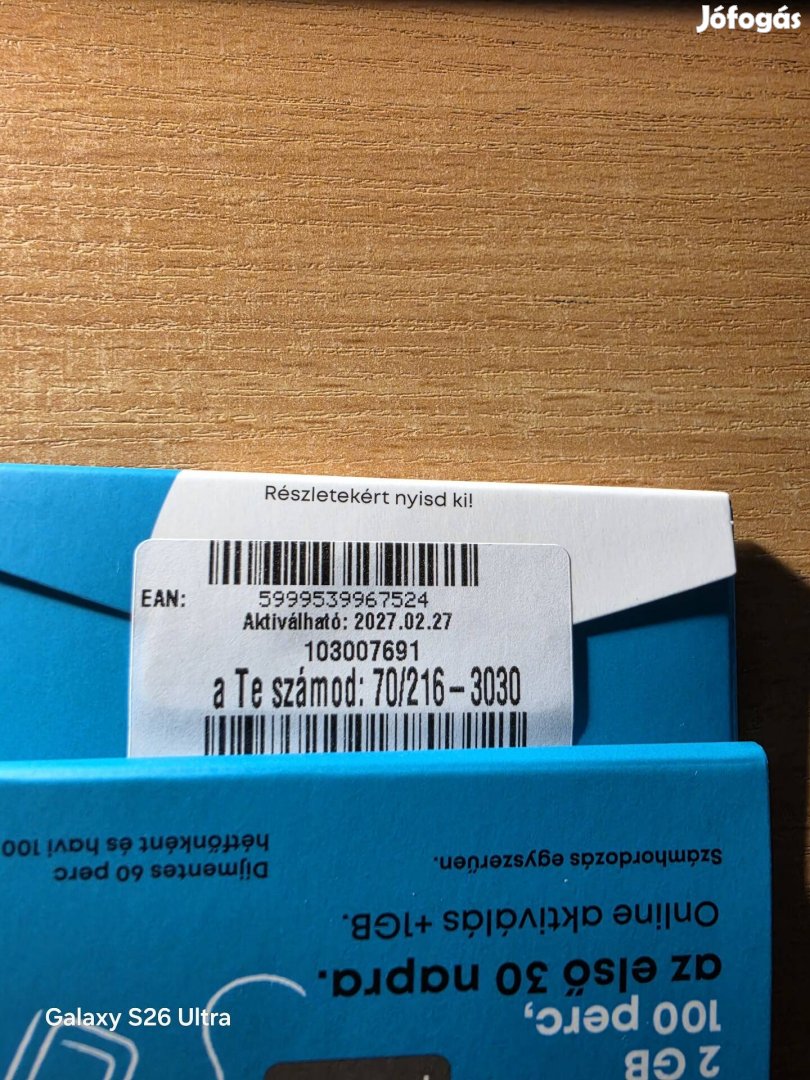 Jófogás
Részletekért nyisd ki!
EAN: 5999539967524
Aktiválható: 2027.02.27
103007691
a Te számod: 70/216-3030
2 GB
100 perc,
az első 30 napra.
Online aktiválás +1GB.
Számhordozás egyszerűen.
Díjmentes 60 perc
hétfőnként és havi 100
Galaxy S26 Ultra